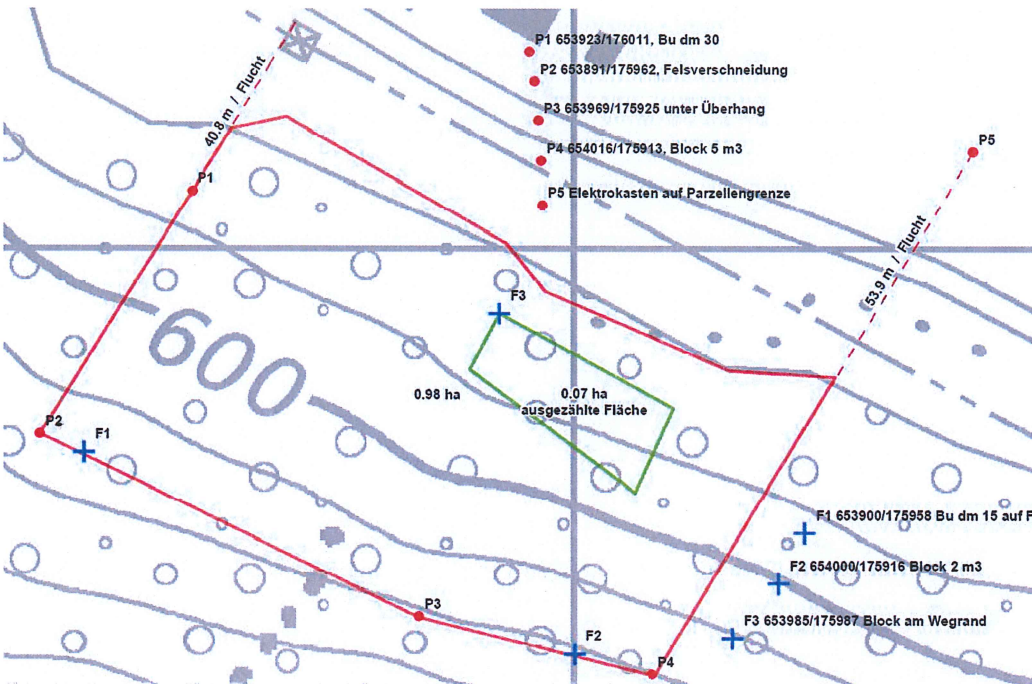 P1 653923/176011, Bu dm 30
P2 653891/175962, Felsverschneidung
P3 653969/175925 unter Überhang
P4 654016/175913, Block 5 m3
P5 Elektrokasten auf Parzellengrenze
40.8 m / Flucht
P5
P1
53.9 m / Flucht
F3
600
0.98 ha
0.07 ha
ausgezählte Fläche
P2
F1
F1 653900/175958 Bu dm 15 auf F
F2 654000/175916 Block 2 m3
P3
F3 653985/175987 Block am Wegrand
F2
P4